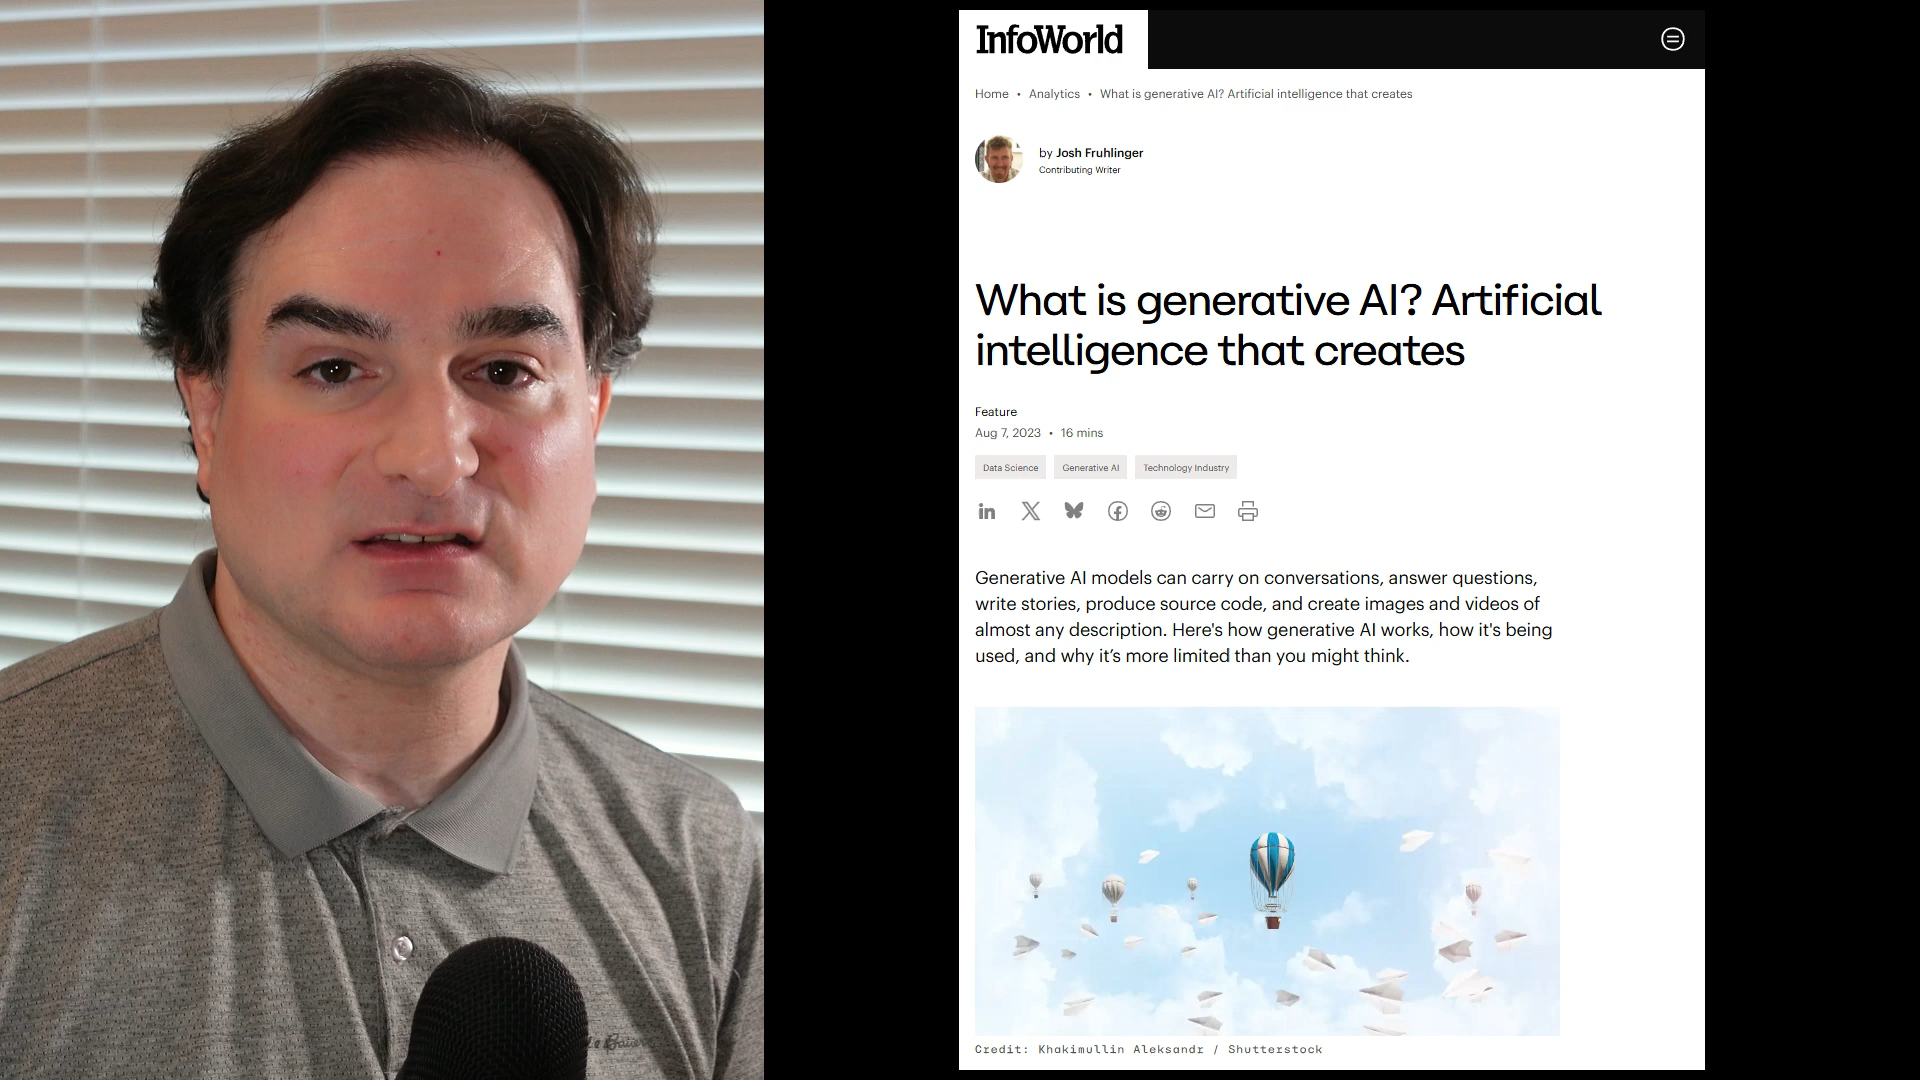 InfoWorld
Home • Analytics • What is generative AI? Artificial intelligence that creates
by Josh Fruhlinger
Contributing Writer
What is generative AI? Artificial
intelligence that creates
Feature
Aug 7, 2023 • 16 mins
Data Science Generative AI Technology Industry
Generative AI models can carry on conversations, answer questions,
write stories, produce source code, and create images and videos of
almost any description. Here's how generative AI works, how it's being
used, and why it’s more limited than you might think.
Credit: Khakimullin Aleksandr / Shutterstock